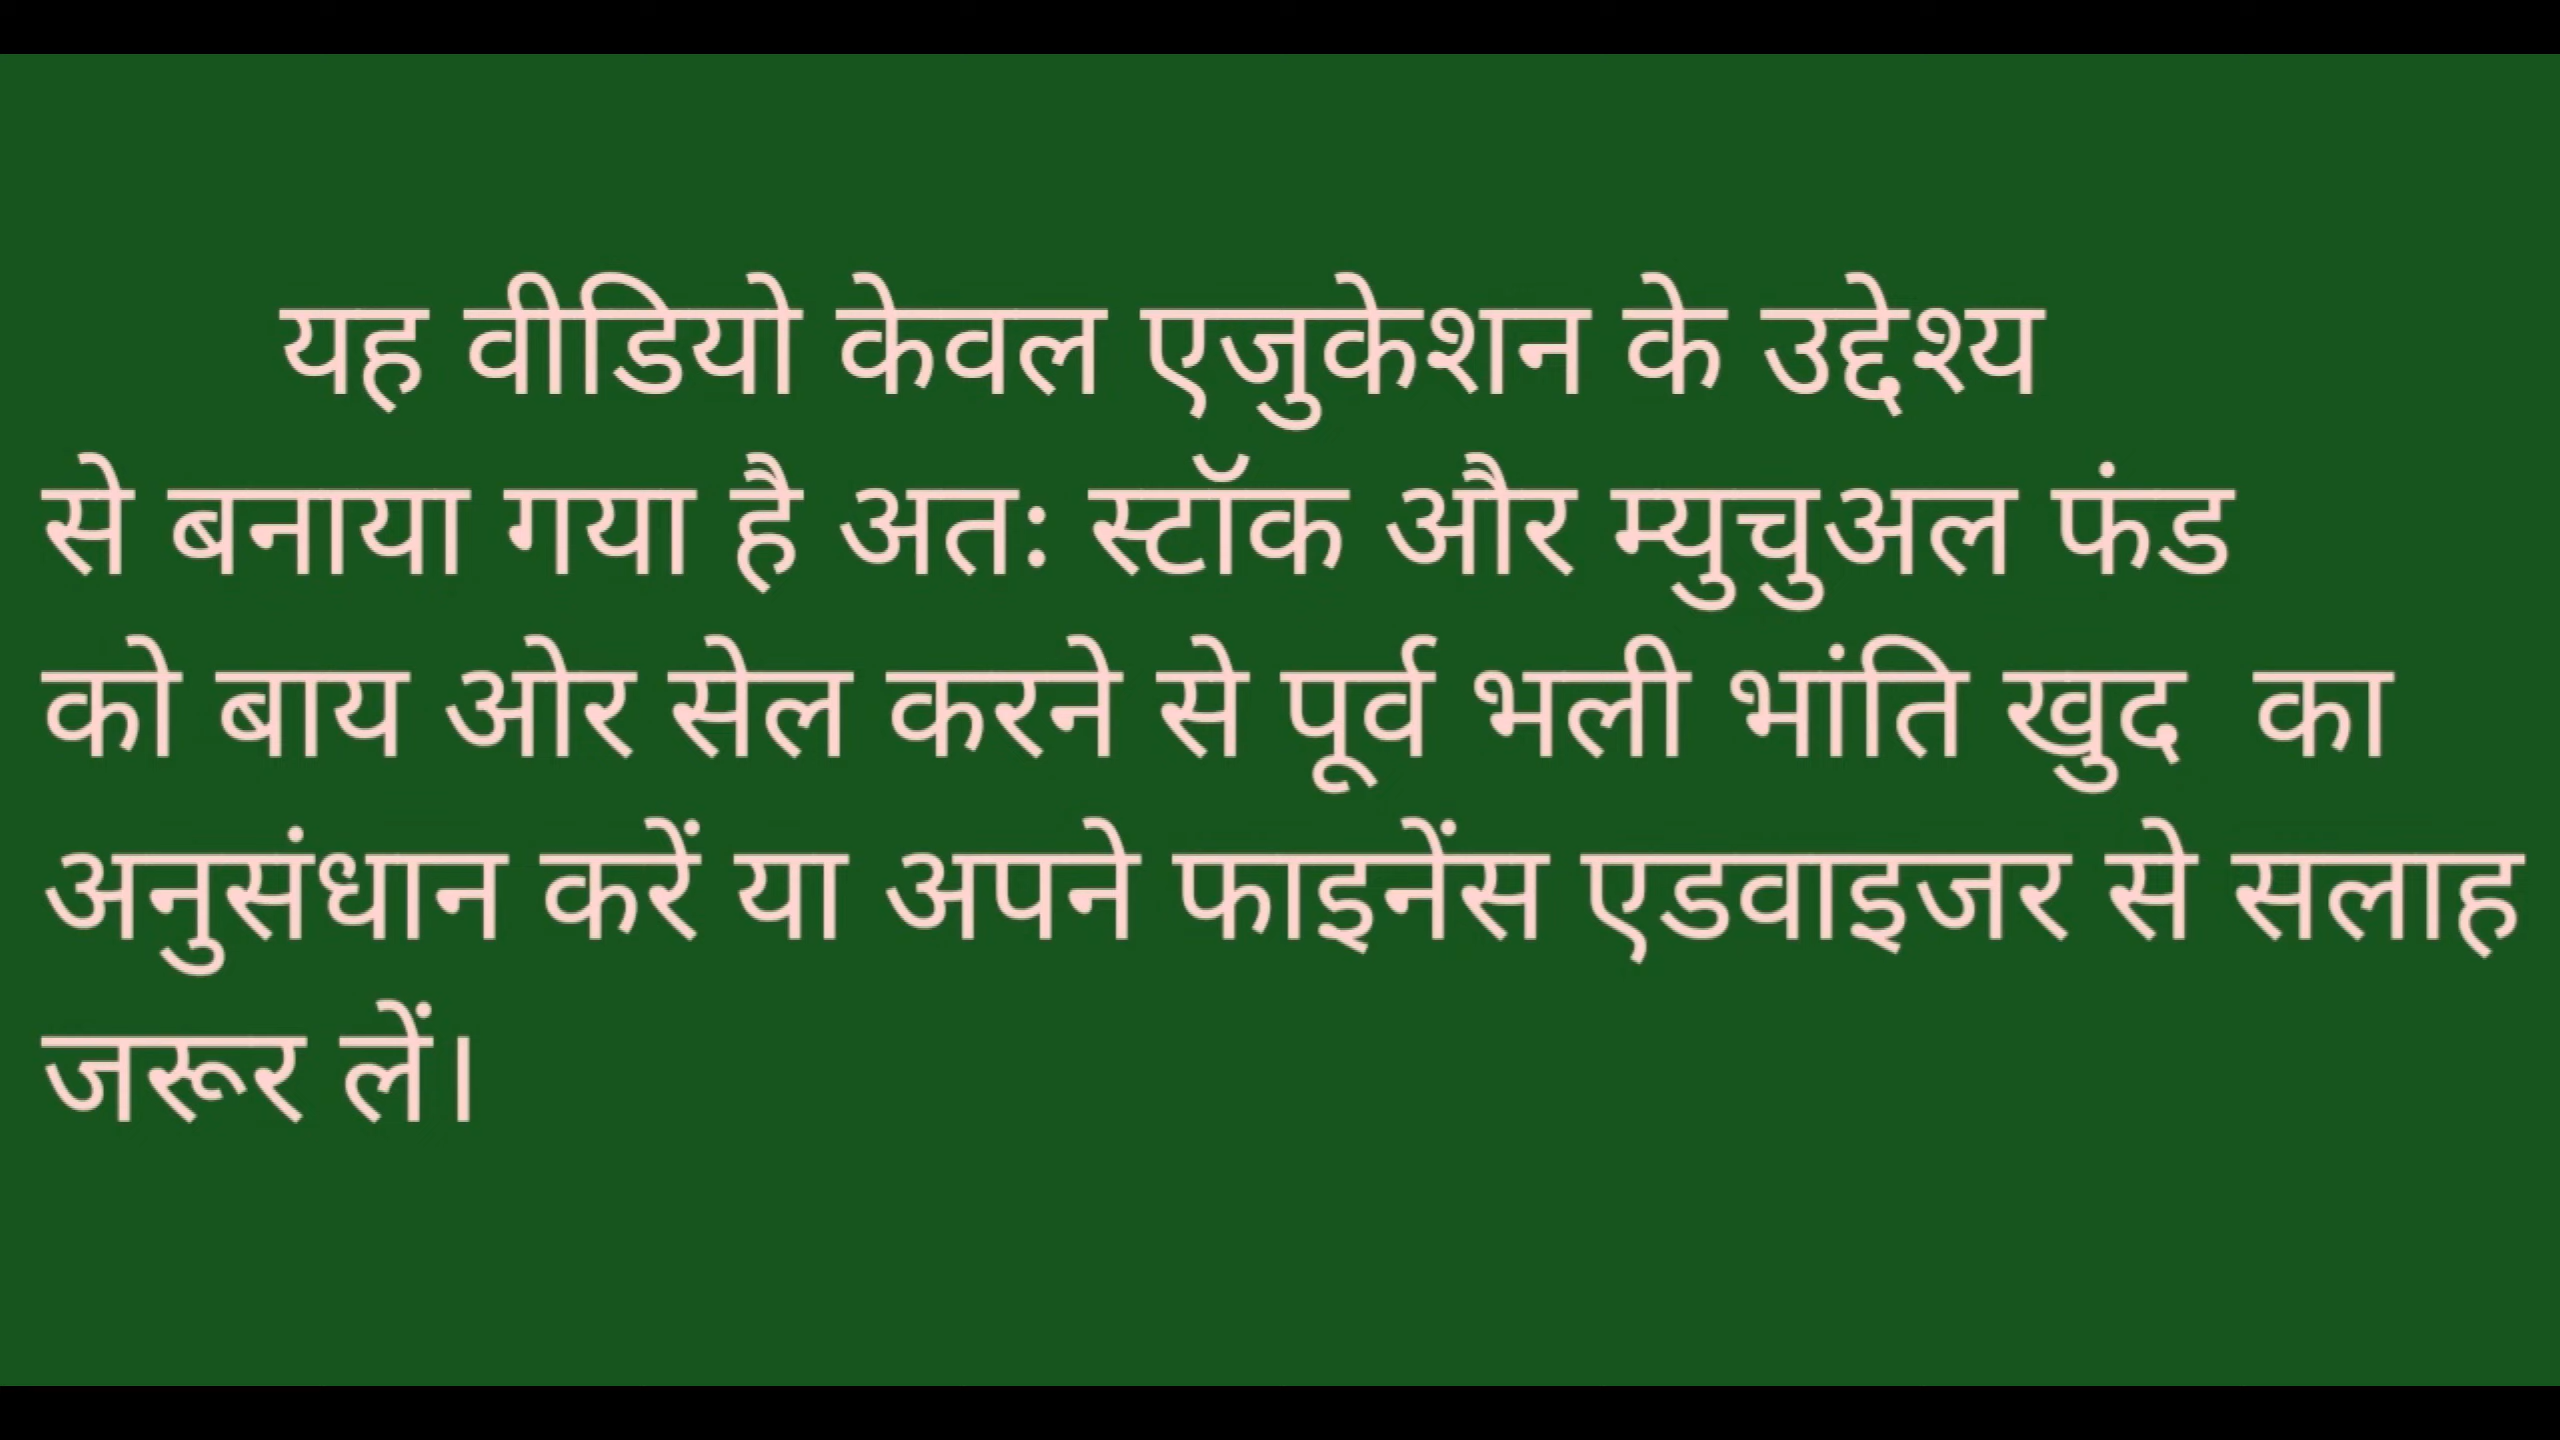 यह वीडियो केवल एजुकेशन के उद्देश्य
से बनाया गया है अतः स्टॉक और म्युचुअल फंड
को बाय ओर सेल करने से पूर्व भली भांति खुद  का
अनुसंधान करें या अपने फाइनेंस एडवाइजर से सलाह
जरूर लें।